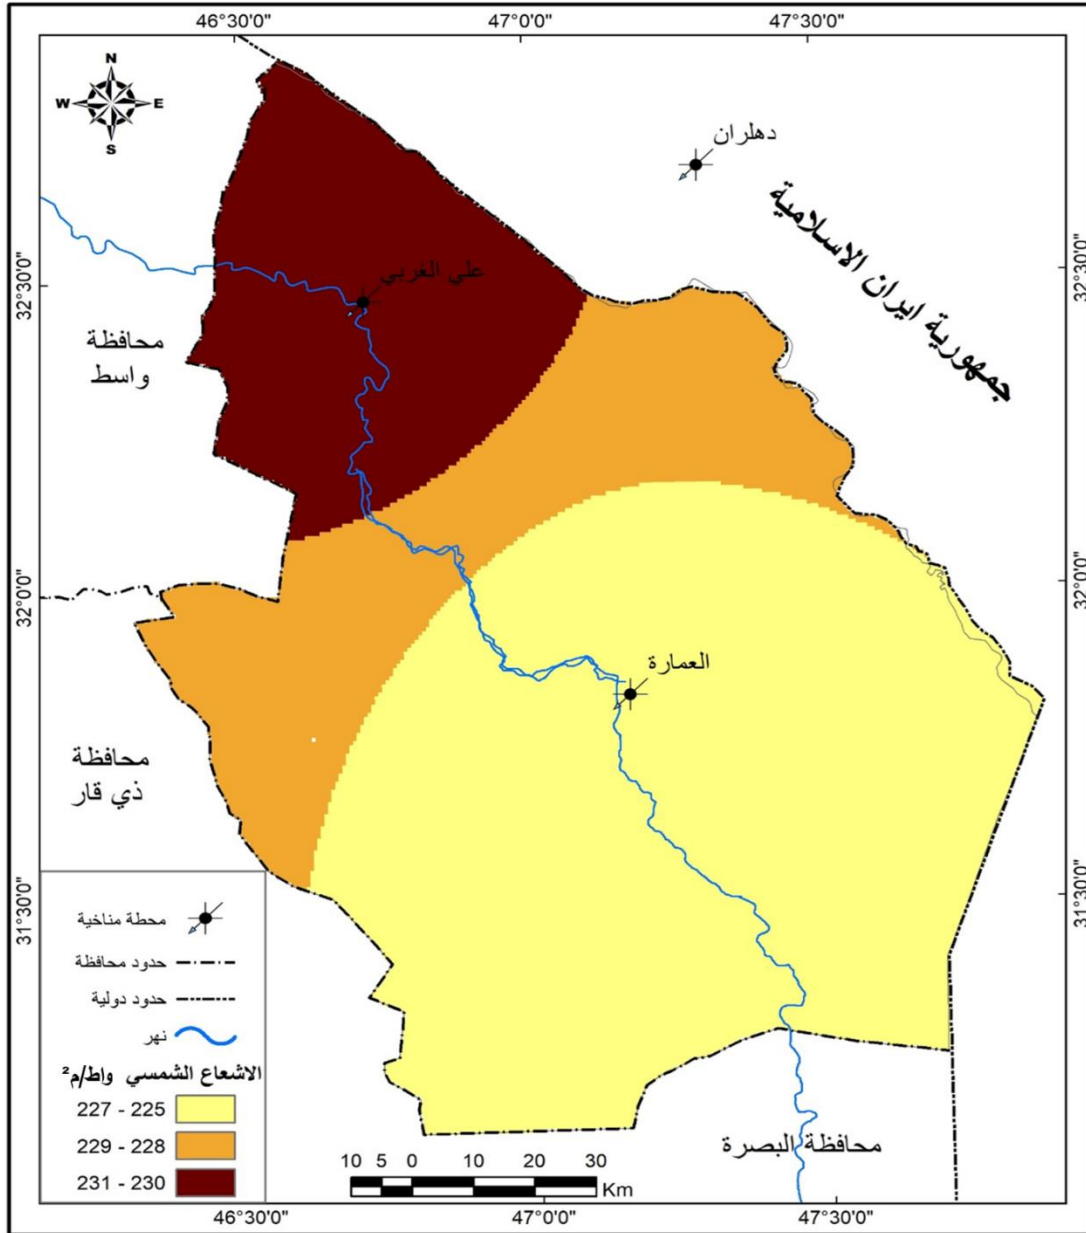 46°30'0"
47°0'0"
47°30'0"
N
W
E
S
دهلران
جمهورية ايران الاسلامية
32°30'0"
32°30'0"
علي الغربي
محافظة
واسط
32°0'0"
32°0'0"
العمارة
محافظة
ذي قار
31°30'0"
31°30'0"
محطة مناخية
حدود محافظة
حدود دولية
نهر
الاشعاع الشمسي واط/م²
227 - 225
229 - 228
231 - 230
محافظة البصرة
10 5 0 10 20 30
Km
46°30'0"
47°0'0"
47°30'0"